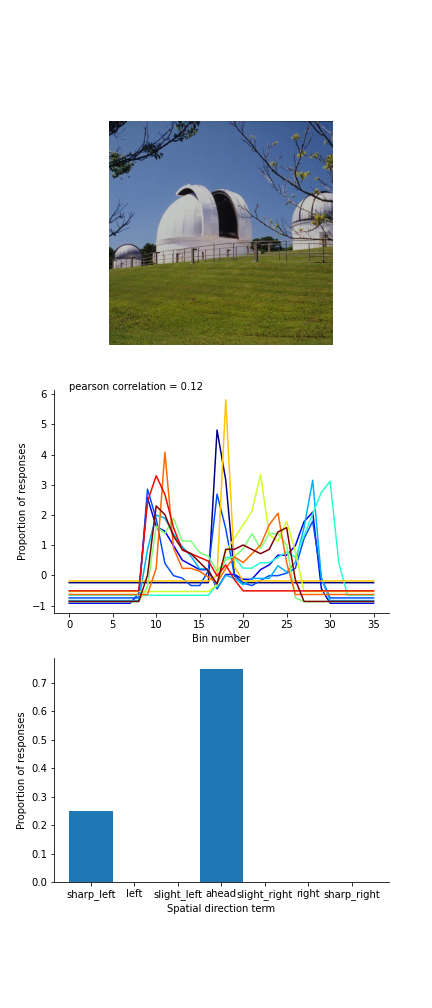 pearson correlation = 0.12
6
5
4
3
2
1
0
−1
Proportion of responses
0 5 10 15 20 25 30 35
Bin number
0.7
0.6
0.5
0.4
0.3
0.2
0.1
0.0
Proportion of responses
sharp_left left slight_left ahead slight_right right sharp_right
Spatial direction term